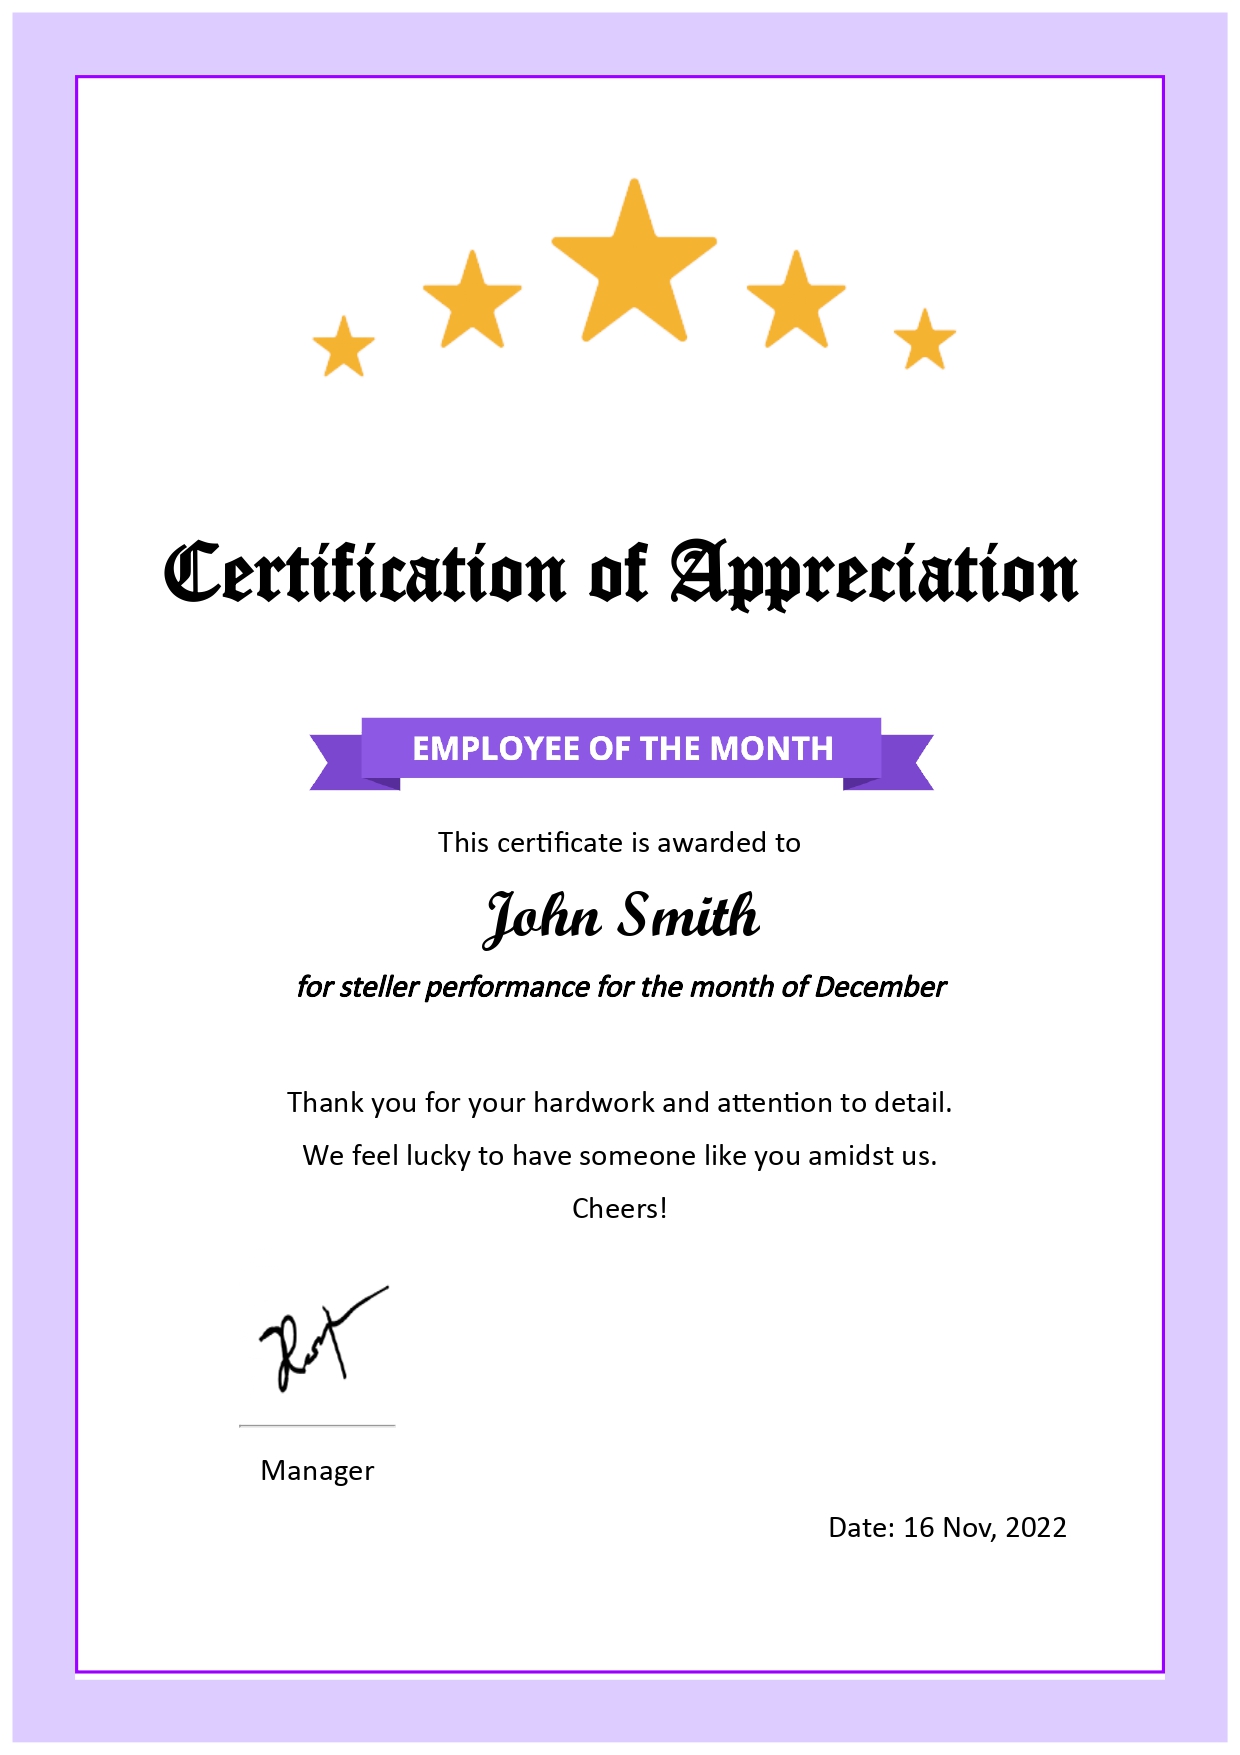 Certification of Appreciation
EMPLOYEE OF THE MONTH
This certificate is awarded to
John Smith
for steller performance for the month of December
Thank you for your hardwork and attention to detail.
We feel lucky to have someone like you amidst us.
Cheers!
Manager
Date: 16 Nov, 2022